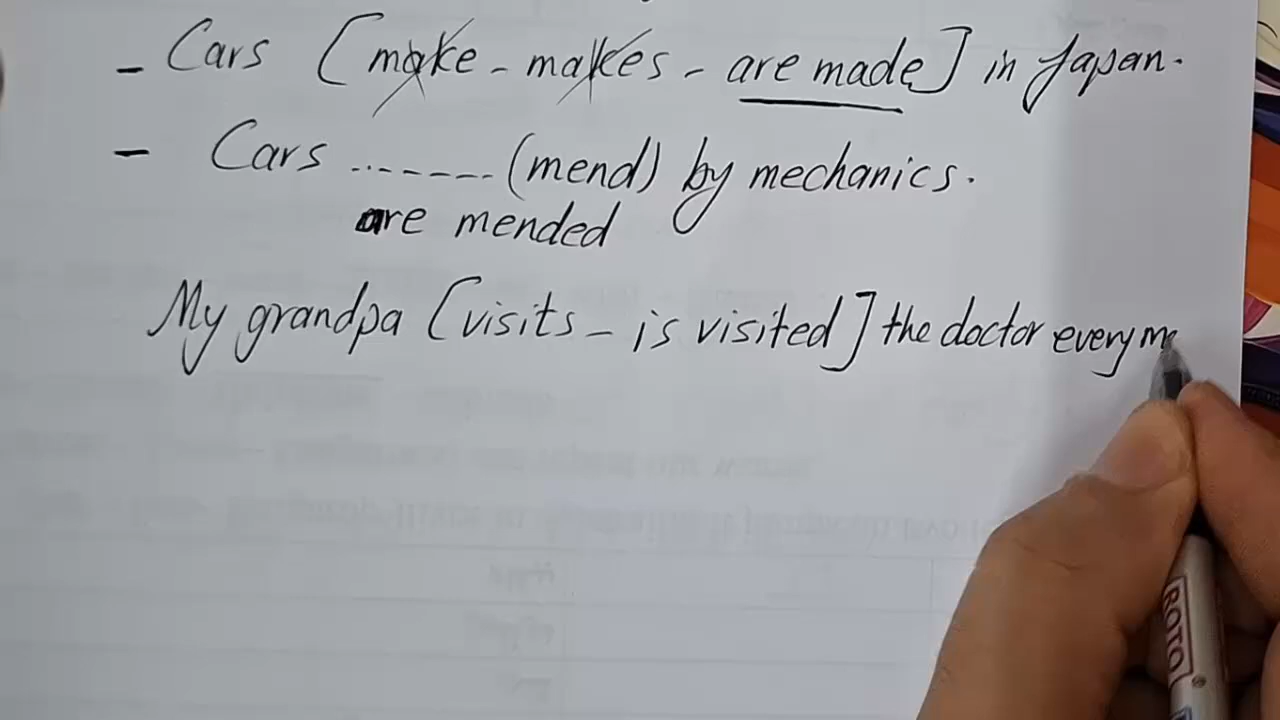 - Cars [make - makes - are made] in Japan.
- Cars ....... (mend) by mechanics.
are mended
My grandpa [visits - is visited] the doctor every m
ROTO